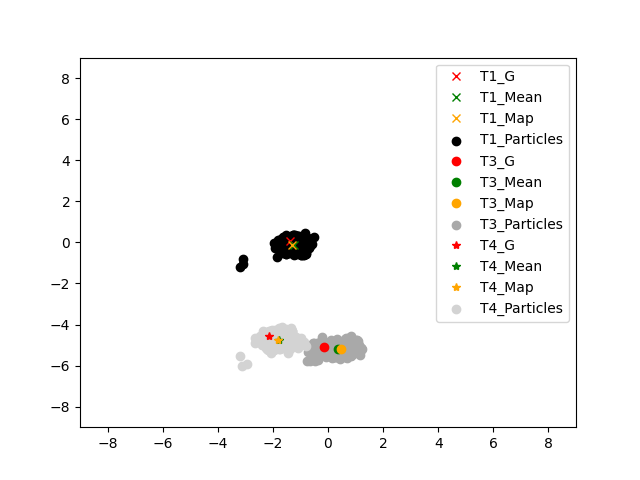 8
6
4
2
0
−2
−4
−6
−8
−8 −6 −4 −2 0 2 4 6 8
T1_G
T1_Mean
T1_Map
T1_Particles
T3_G
T3_Mean
T3_Map
T3_Particles
T4_G
T4_Mean
T4_Map
T4_Particles